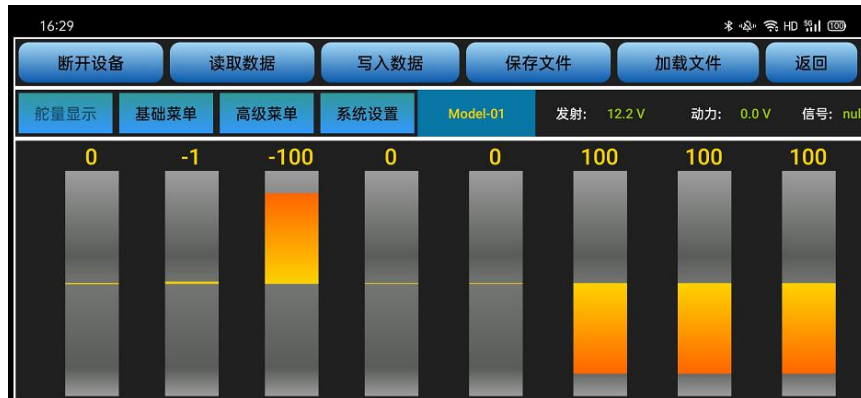 16:29 HD 5G 100
断开设备 读取数据 写入数据 保存文件 加载文件 返回
舵量显示 基础菜单 高级菜单 系统设置 Model-01 发射: 12.2 V 动力: 0.0 V 信号: nul
0 -1 -100 0 0 100 100 100